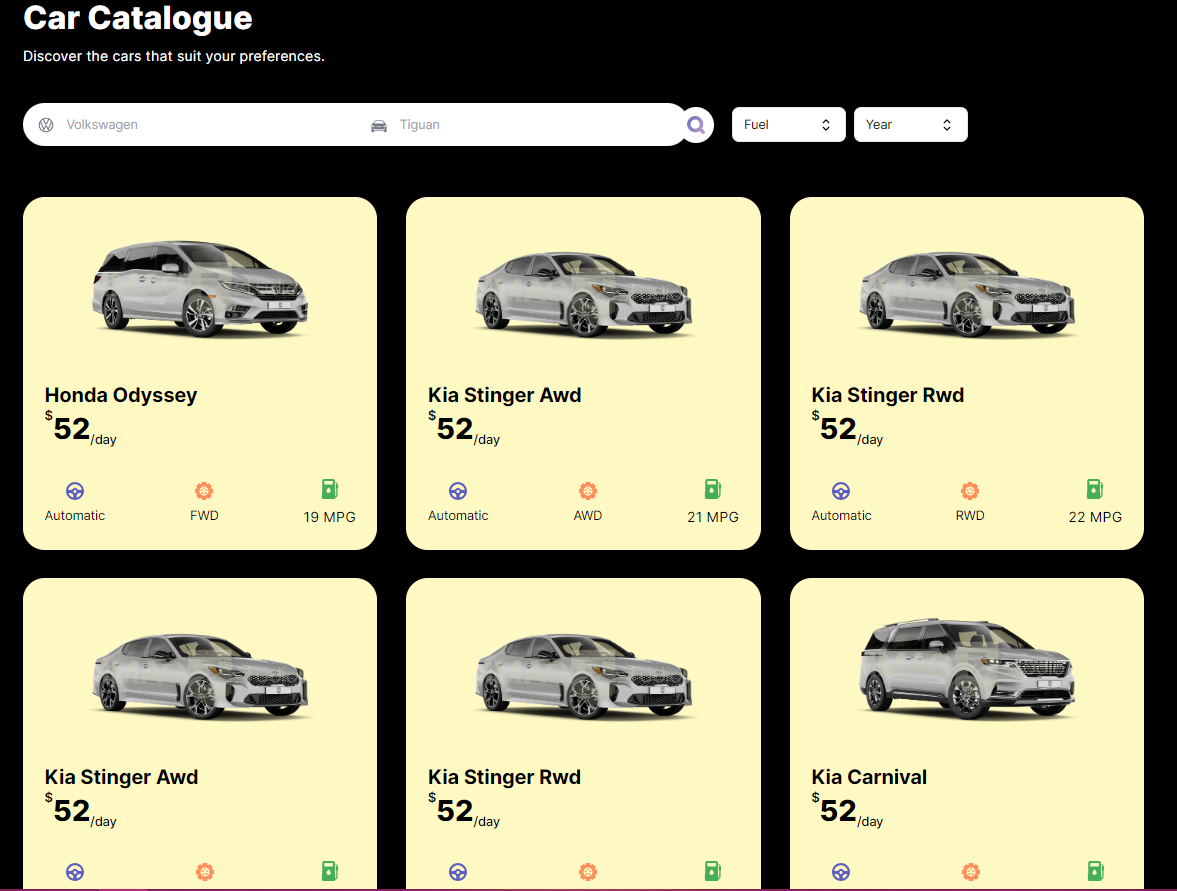 Car Catalogue
Discover the cars that suit your preferences.
Volkswagen Tiguan Fuel Year
Honda Odyssey
$52/day
Automatic FWD 19 MPG
Kia Stinger Awd
$52/day
Automatic AWD 21 MPG
Kia Stinger Rwd
$52/day
Automatic RWD 22 MPG
Kia Stinger Awd
$52/day
Kia Stinger Rwd
$52/day
Kia Carnival
$52/day